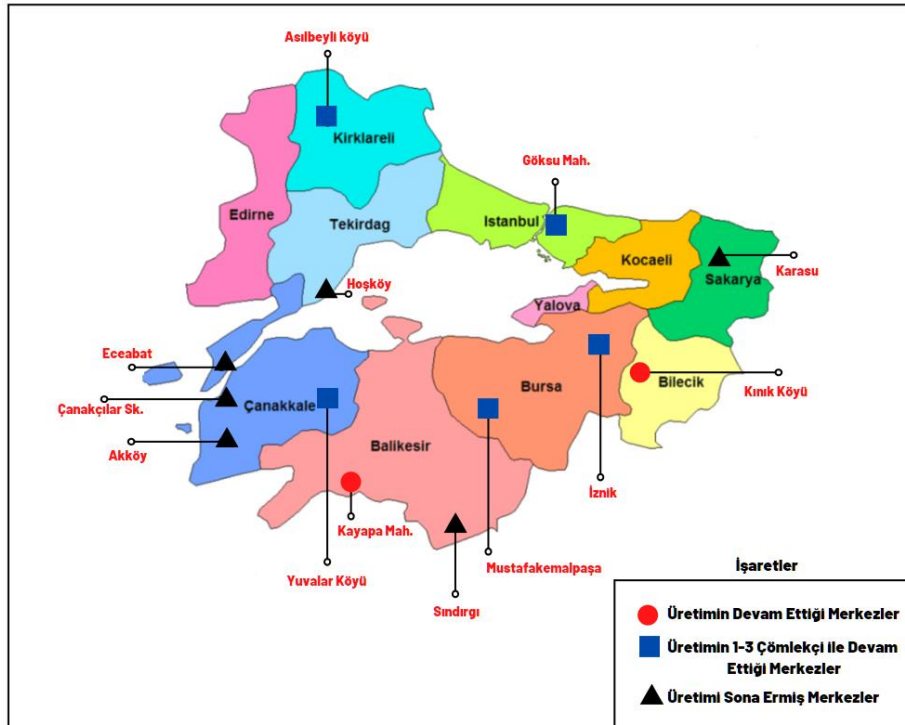 Asılbeyli köyü
Kirklareli
Göksu Mah.
Edirne
Tekirdag
Istanbul
Kocaeli
Sakarya
Karasu
Hoşköy
Yalova
Eceabat
Bursa
Bilecik
Kınık Köyü
Çanakçılar Sk.
Çanakkale
Akköy
Balikesir
İznik
Kayapa Mah.
Mustafakemalpaşa
Yuvalar Köyü
Sındırgı
İşaretler
Üretimin Devam Ettiği Merkezler
Üretimin 1-3 Çömlekçi ile Devam
Ettiği Merkezler
Üretimi Sona Ermiş Merkezler